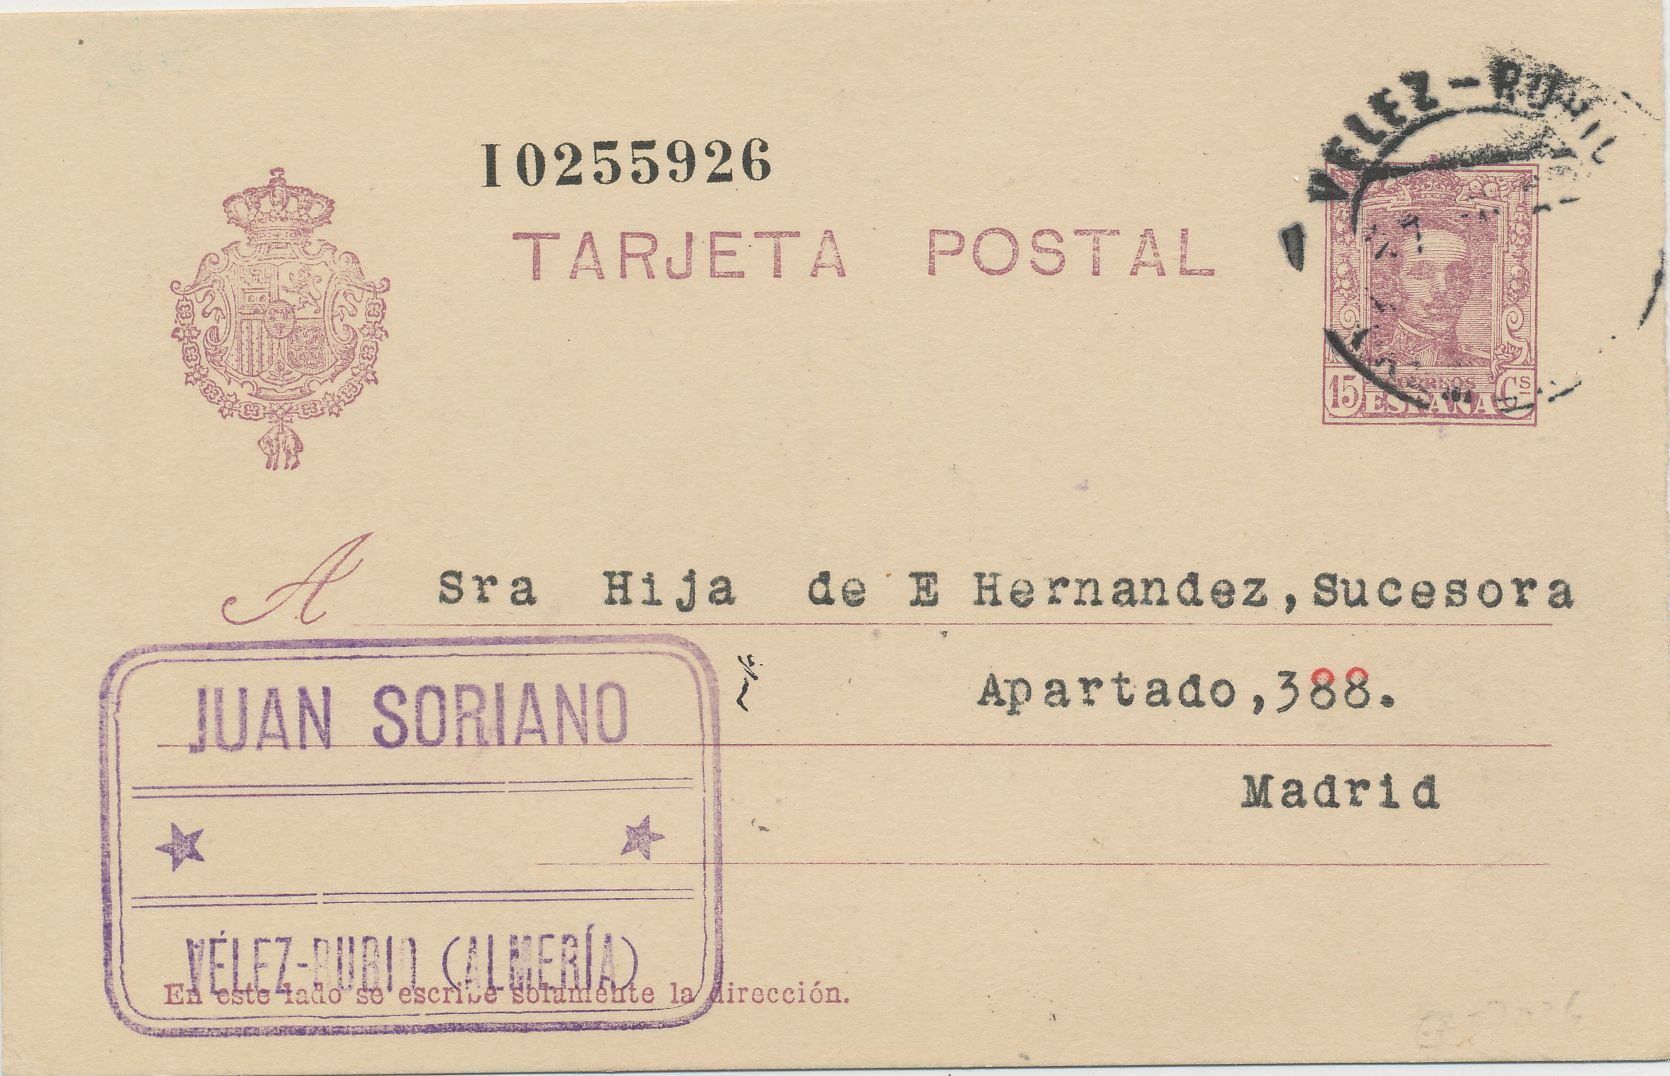 VELEZ-RUBIO
I0255926
TARJETA POSTAL
CORREOS
15 ESPAÑA Cs
A Sra Hija de E Hernandez, Sucesora
Apartado, 388.
Madrid
JUAN SORIANO
VÉLEZ-RUBIO (ALMERÍA)
En este lado se escribe solamente la dirección.